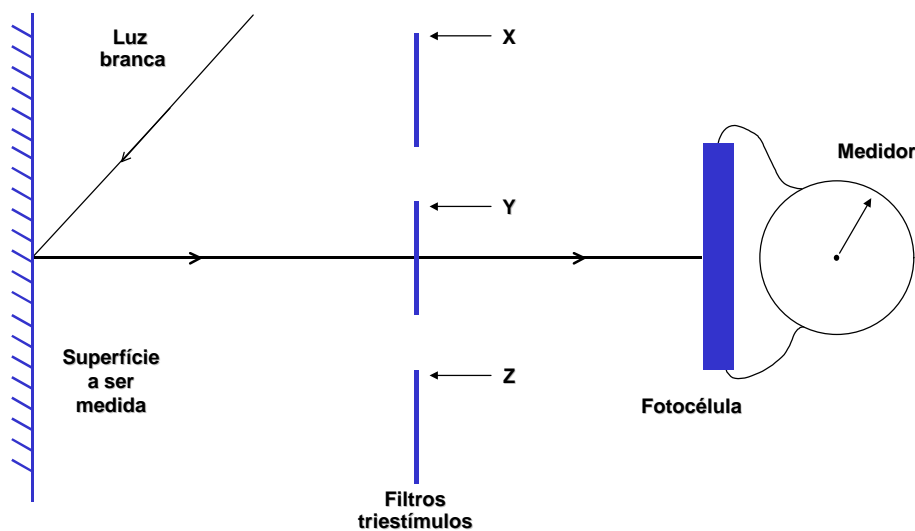 Luz
branca
X
Y
Z
Medidor
Superfície
a ser
medida
Fotocélula
Filtros
triestímulos